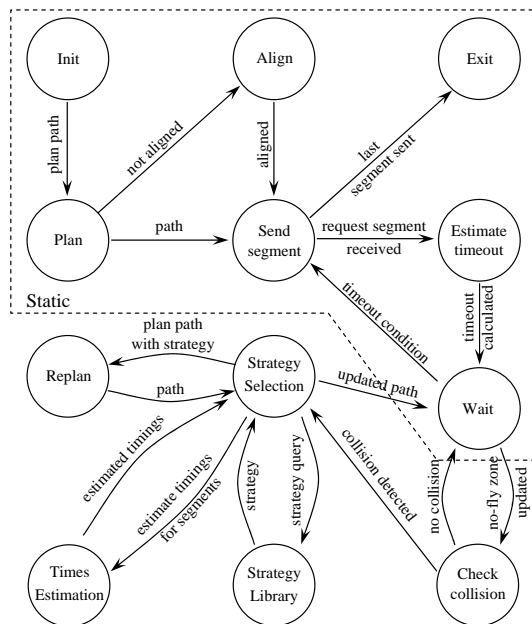 Init
Align
Exit
plan path
not aligned
aligned
last
segment sent
Plan
path
Send
segment
request segment
received
Estimate
timeout
Static
timeout condition
timeout
calculated
plan path
with strategy
Replan
path
Strategy
Selection
updated path
Wait
estimated timings
estimate timings
for segments
strategy
strategy query
collision detected
no collision
no-fly zone
updated
Times
Estimation
Strategy
Library
Check
collision